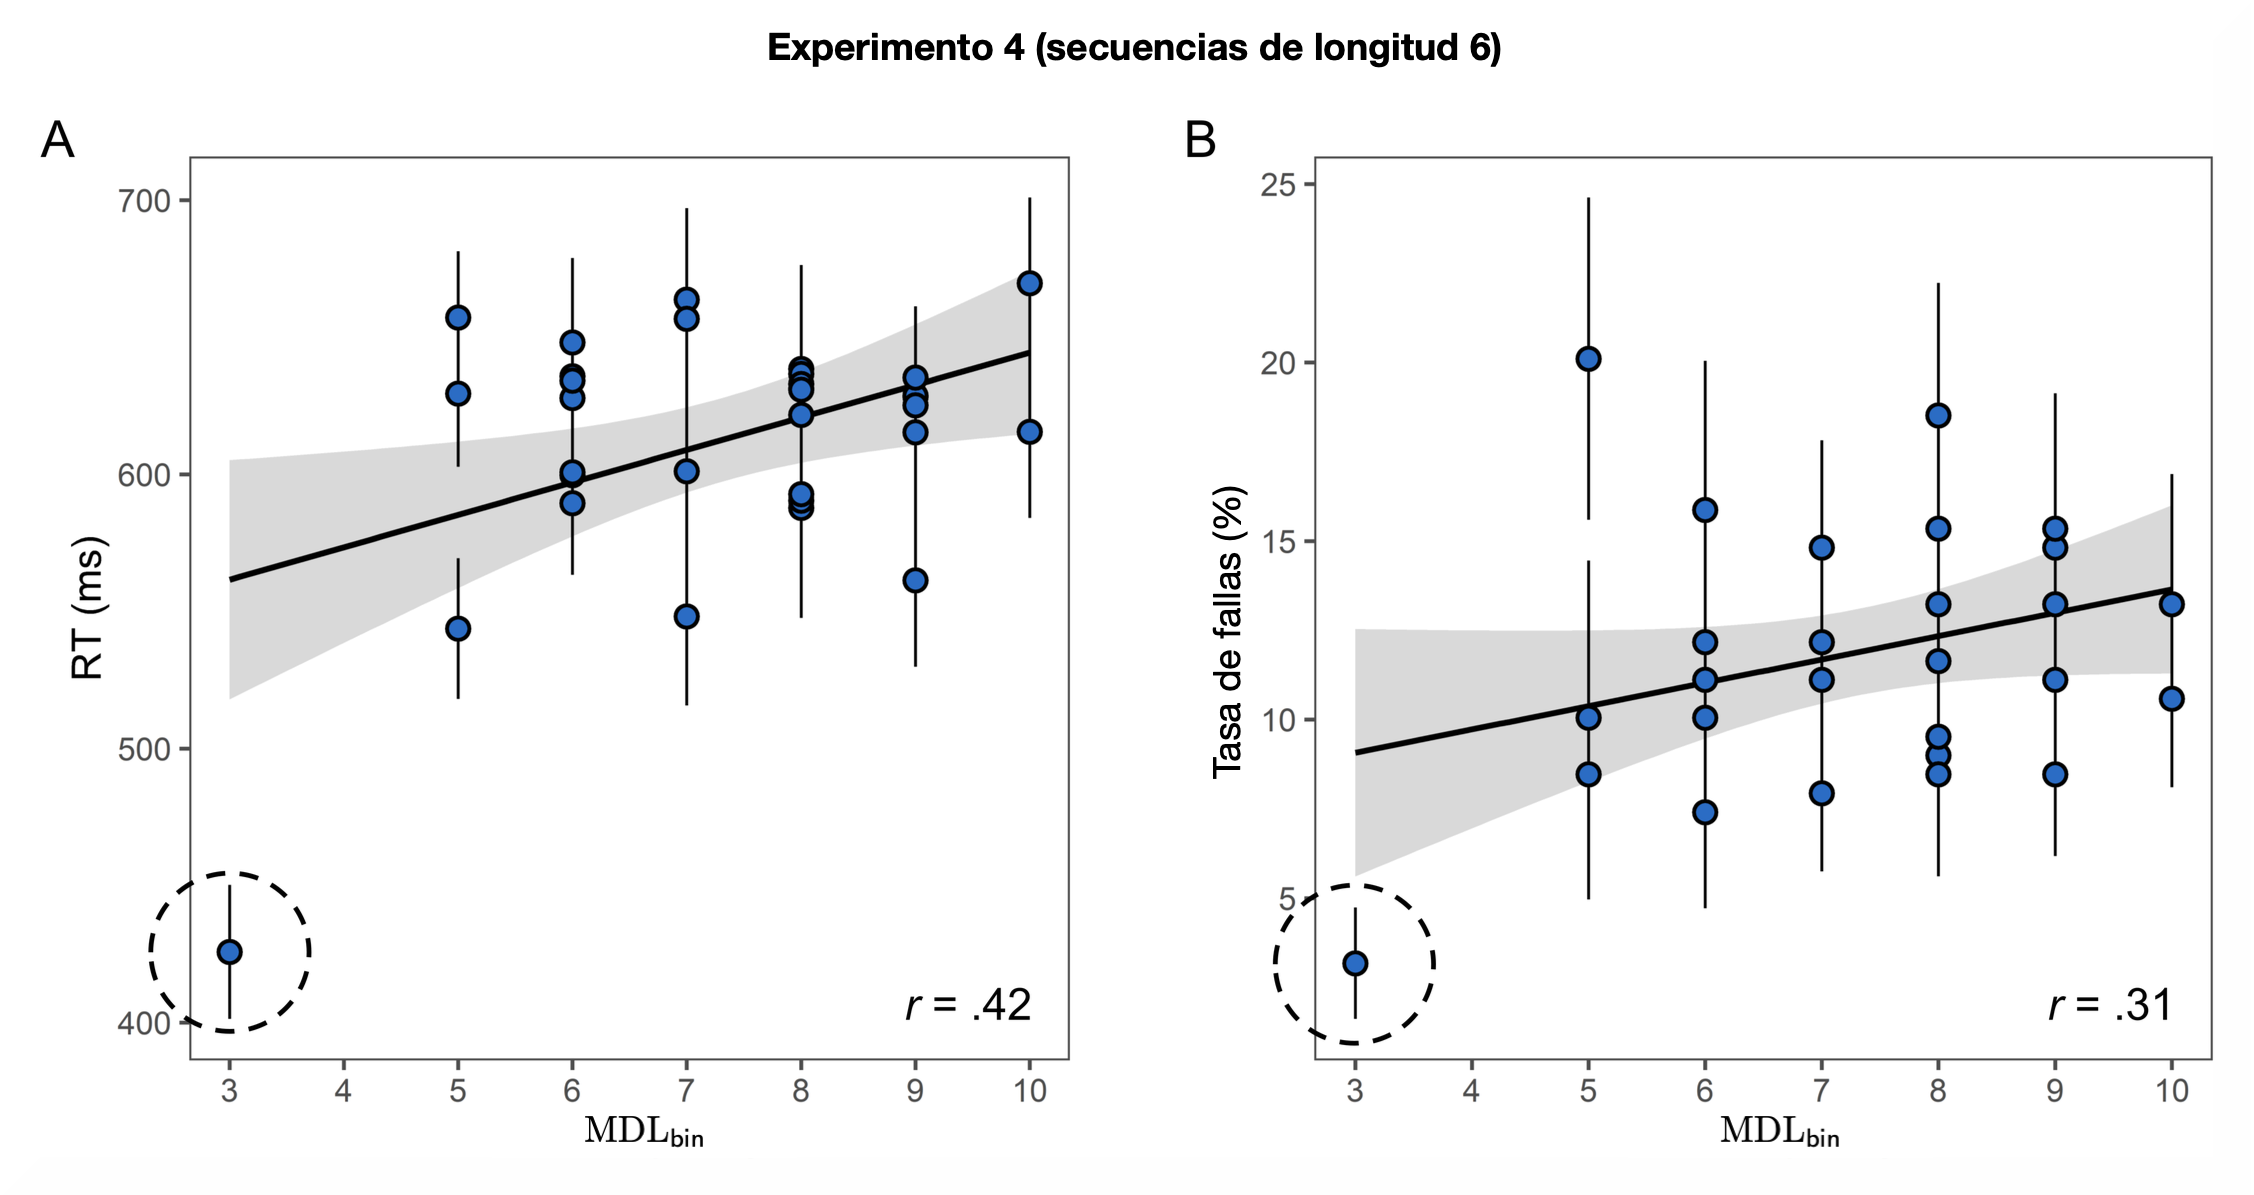 Experimento 4 (secuencias de longitud 6)
A
700
600
500
400
RT (ms)
3 4 5 6 7 8 9 10
MDLbin
r = .42
B
25
20
15
10
5
Tasa de fallas (%)
3 4 5 6 7 8 9 10
MDLbin
r = .31